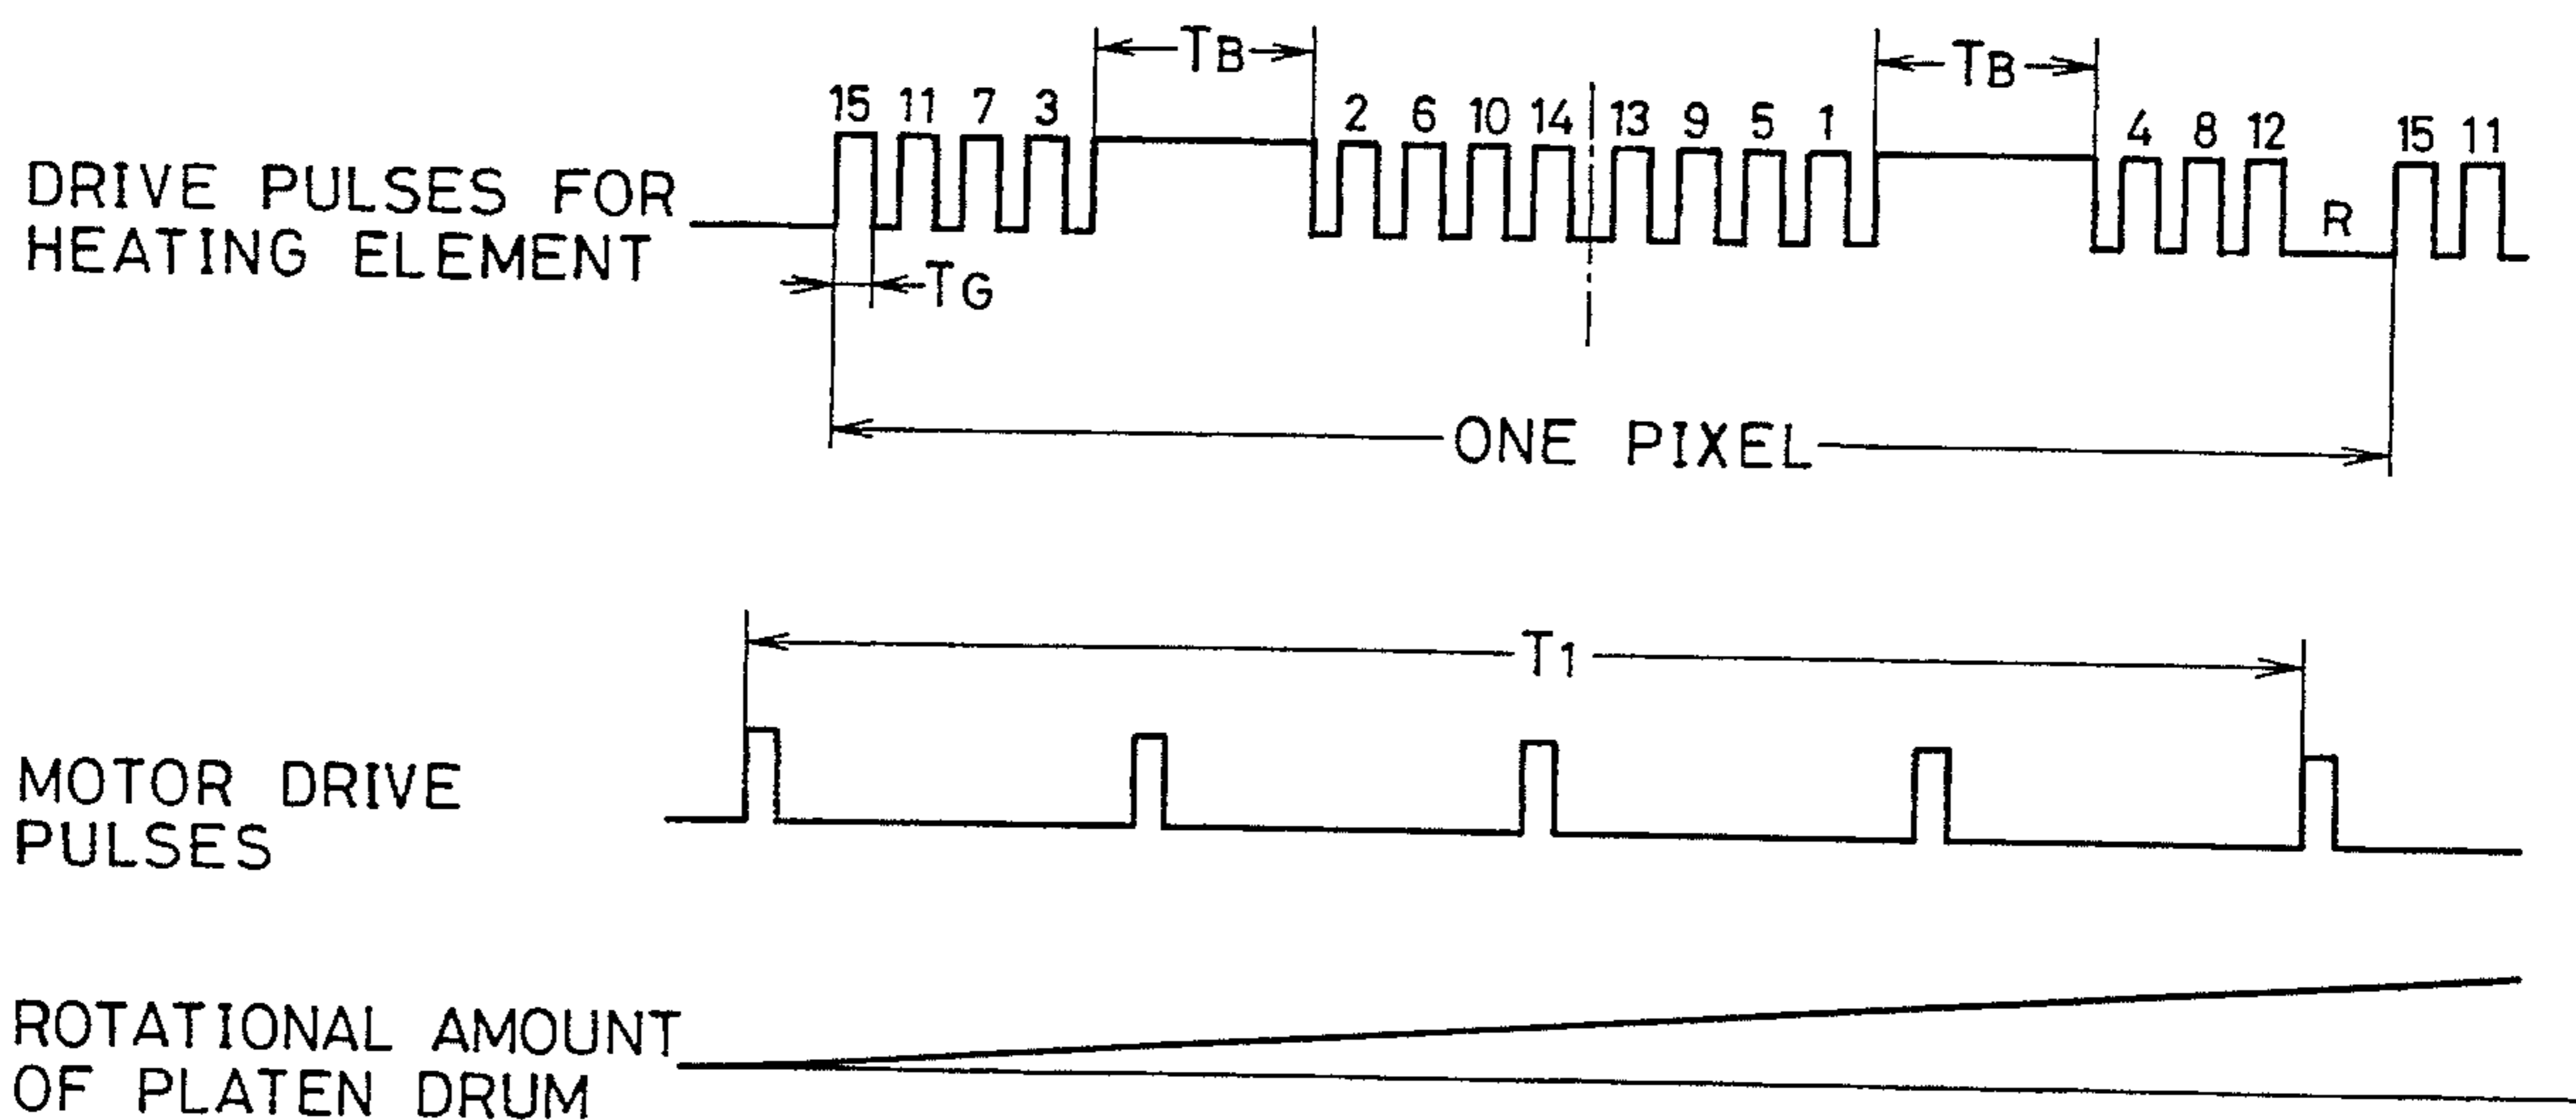 TB TB
15 11 7 3 2 6 10 14 13 9 5 1 4 8 12 15 11
DRIVE PULSES FOR
HEATING ELEMENT
R
TG
ONE PIXEL
T1
MOTOR DRIVE
PULSES
ROTATIONAL AMOUNT
OF PLATEN DRUM